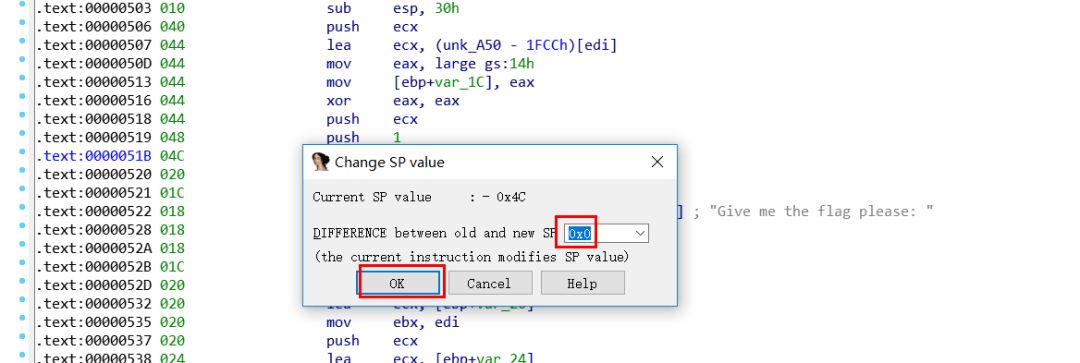 .text:00000503 010 sub esp, 30h
.text:00000506 040 push ecx
.text:00000507 044 lea ecx, (unk_A50 - 1FCCh)[edi]
.text:0000050D 044 mov eax, large gs:14h
.text:00000513 044 mov [ebp+var_1C], eax
.text:00000516 044 xor eax, eax
.text:00000518 044 push ecx
.text:00000519 048 push 1
.text:0000051B 04C
.text:00000520 020
.text:00000521 01C
.text:00000522 018 ] ; "Give me the flag please: "
.text:00000528 018
.text:0000052A 018
.text:0000052B 01C
.text:0000052D 020
.text:00000532 020
.text:00000535 020 mov ebx, edi
.text:00000537 020 push ecx
.text:00000538 024 lea ecx, [ebp+var_24]
Change SP value
Current SP value : - 0x4C
DIFFERENCE between old and new SP 0x0
(the current instruction modifies SP value)
OK Cancel Help